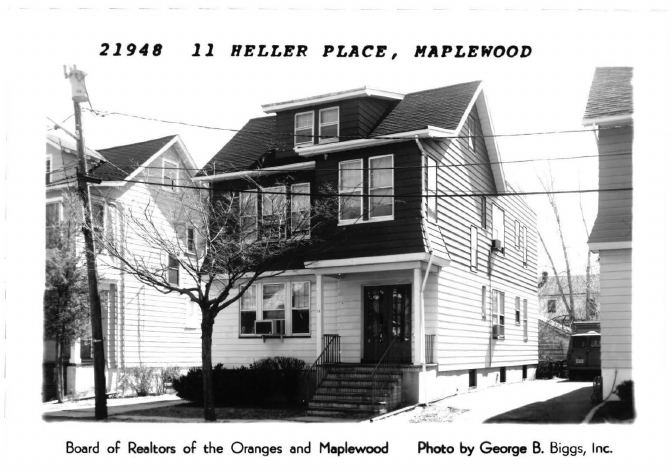 21948 11 HELLER PLACE, MAPLEWOOD
Board of Realtors of the Oranges and Maplewood Photo by George B. Biggs, Inc.